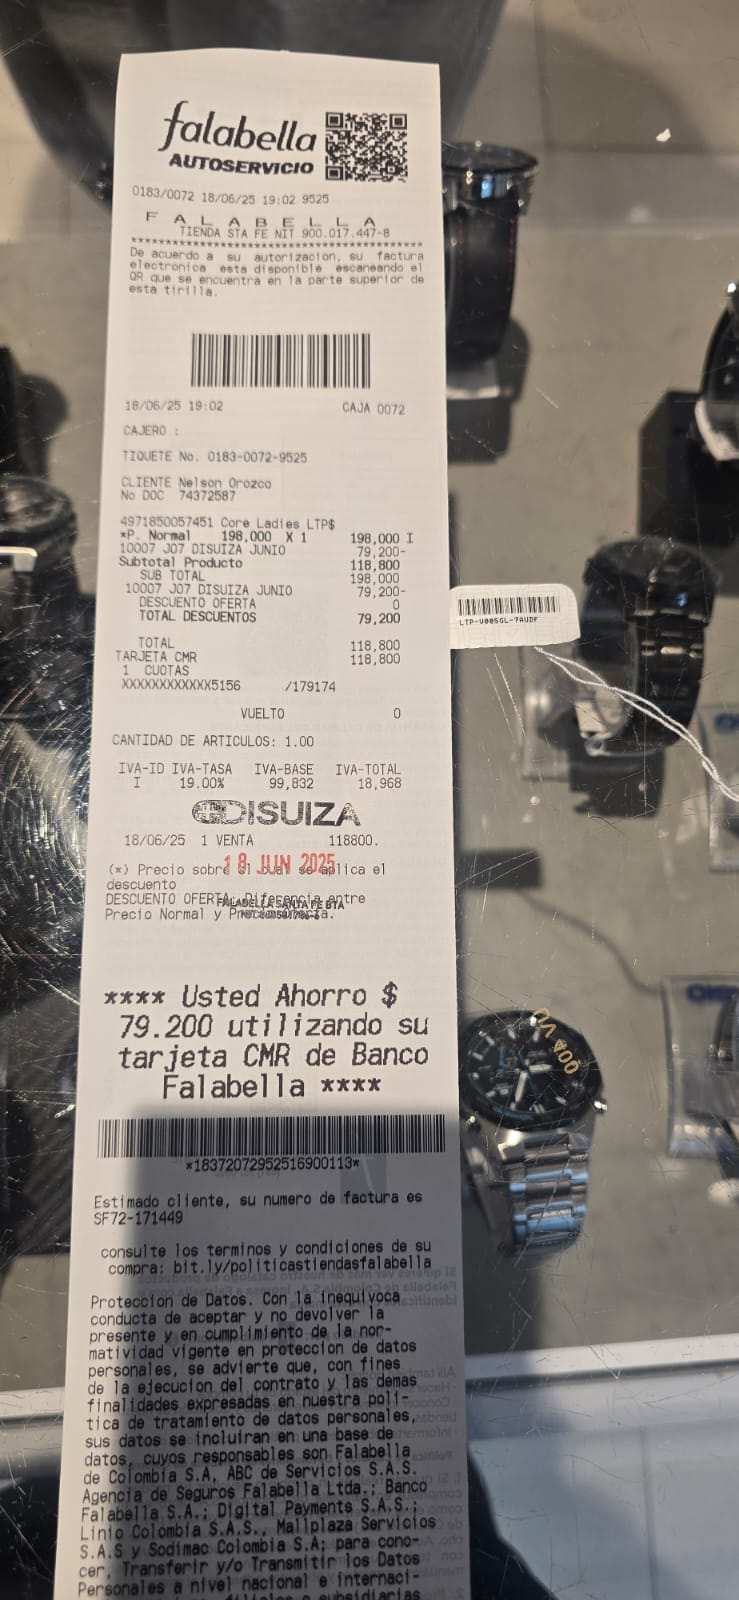 falabella
AUTOSERVICIO
0183/0072 18/06/25 19:02 9525
F A L A B E L L A
TIENDA STA FE NIT 900.017.447-8
****************************************
De acuerdo a su autorizacion, su factura
electronica esta disponible escaneando el
QR que se encuentra en la parte superior de
esta tirilla.
18/06/25 19:02 CAJA 0072
CAJERO :
TIQUETE No. 0183-0072-9525
CLIENTE Nelson Orozco
No DOC 74372587
4971850057451 Core Ladies LTP$
*P. Normal 198,000 X 1 198,000 I
10007 J07 DISUIZA JUNIO 79,200-
Subtotal Producto 118,800
SUB TOTAL 198,000
10007 J07 DISUIZA JUNIO 79,200-
DESCUENTO OFERTA 0
TOTAL DESCUENTOS 79,200
TOTAL 118,800
TARJETA CMR 118,800
1 CUOTAS
XXXXXXXXXXXX5156 /179174
VUELTO 0
CANTIDAD DE ARTICULOS: 1.00
IVA-ID IVA-TASA IVA-BASE IVA-TOTAL
I 19.00% 99,832 18,968
DISUIZA
18/06/25 1 VENTA 118800.
18 JUN 2025
(*) Precio sobre el cual se aplica el
descuento
DESCUENTO OFERTA: Diferencia entre
Precio Normal y
FALABELLA SANTA FE BTA
**** Usted Ahorro $
79.200 utilizando su
tarjeta CMR de Banco
Falabella ****
*18372072952516900113*
Estimado cliente, su numero de factura es
SF72-171449
consulte los terminos y condiciones de su
compra: bit.ly/politicastiendasfalabella
Proteccion de Datos. Con la inequivoca
conducta de aceptar y no devolver la
presente y en cumplimiento de la nor-
matividad vigente en proteccion de datos
personales, se advierte que, con fines
de la ejecucion del contrato y las demas
finalidades expresadas en nuestra poli-
tica de tratamiento de datos personales,
sus datos se incluiran en una base de
datos, cuyos responsables son Falabella
de Colombia S.A, ABC de Servicios S.A.S.
Agencia de Seguros Falabella Ltda.; Banco
Falabella S.A.; Digital Payments S.A.S.;
Linio Colombia S.A.S., Mallplaza Servicios
S.A.S y Sodimac Colombia S.A; para cono-
cer, Transferir y/o Transmitir los Datos
Personales a nivel nacional e internaci-
subsidiarias
LTP-V005GL-7AUDF